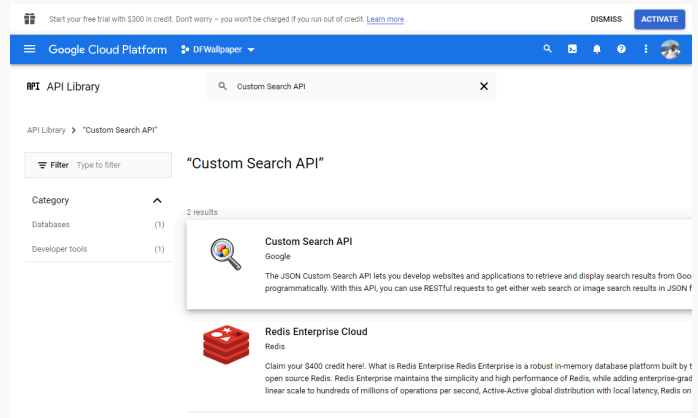 Start your free trial with $300 in credit. Don't worry – you won't be charged if you run out of credit. Learn more
DISMISS
ACTIVATE
Google Cloud Platform
DFWallpaper
API API Library
Custom Search API
API Library > "Custom Search API"
Filter Type to filter
"Custom Search API"
Category
2 results
Databases (1)
Developer tools (1)
Custom Search API
Google
The JSON Custom Search API lets you develop websites and applications to retrieve and display search results from Goo
programmatically. With this API, you can use RESTful requests to get either web search or image search results in JSON f
Redis Enterprise Cloud
Redis
Claim your $400 credit here!. What is Redis Enterprise Redis Enterprise is a robust in-memory database platform built by t
open source Redis. Redis Enterprise maintains the simplicity and high performance of Redis, while adding enterprise-grad
linear scale to hundreds of millions of operations per second, Active-Active global distribution with local latency, Redis on